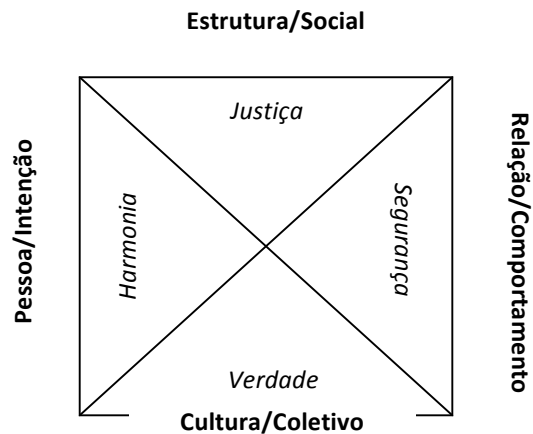 Estrutura/Social
Justiça
Pessoa/Intenção
Harmonia
Segurança
Relação/Comportamento
Verdade
Cultura/Coletivo